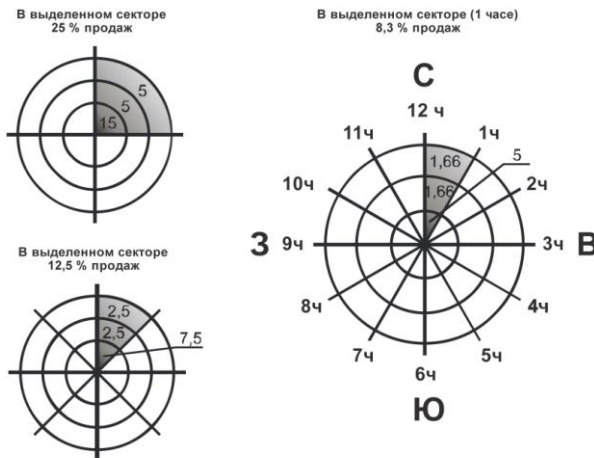 В выделенном секторе
25 % продаж
5
5
15
В выделенном секторе
12,5 % продаж
2,5
2,5
7,5
В выделенном секторе (1 часе)
8,3 % продаж
С
12 ч
11ч
1ч
1,66
5
10ч
1,66
2ч
З
9ч
3ч
В
8ч
4ч
7ч
5ч
6ч
Ю